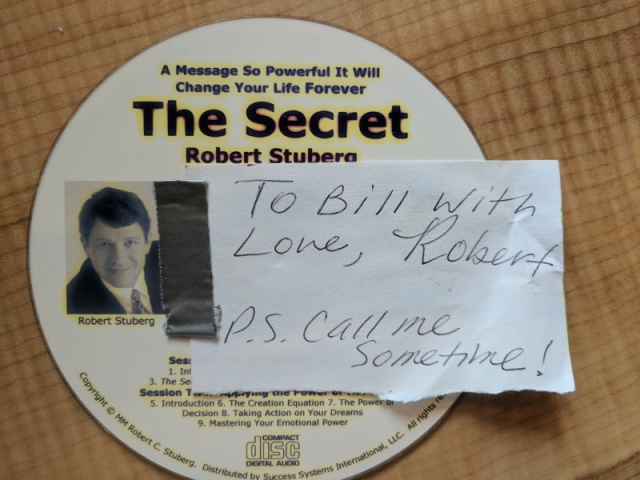 A Message So Powerful It Will
Change Your Life Forever
The Secret
Robert Stuberg
To Bill With
Love, Robert
P.S. Call me
Sometime!
Robert Stuberg
1.
3. The
Applying the Power of
5. Introduction 6. The Creation Equation 7. The Power of
Decision 8. Taking Action on Your Dreams
9. Mastering Your Emotional Power
COMPACT
disc
DIGITAL AUDIO
Copyright © MM Robert C. Stuberg. Distributed by Success Systems International, LLC. All rights